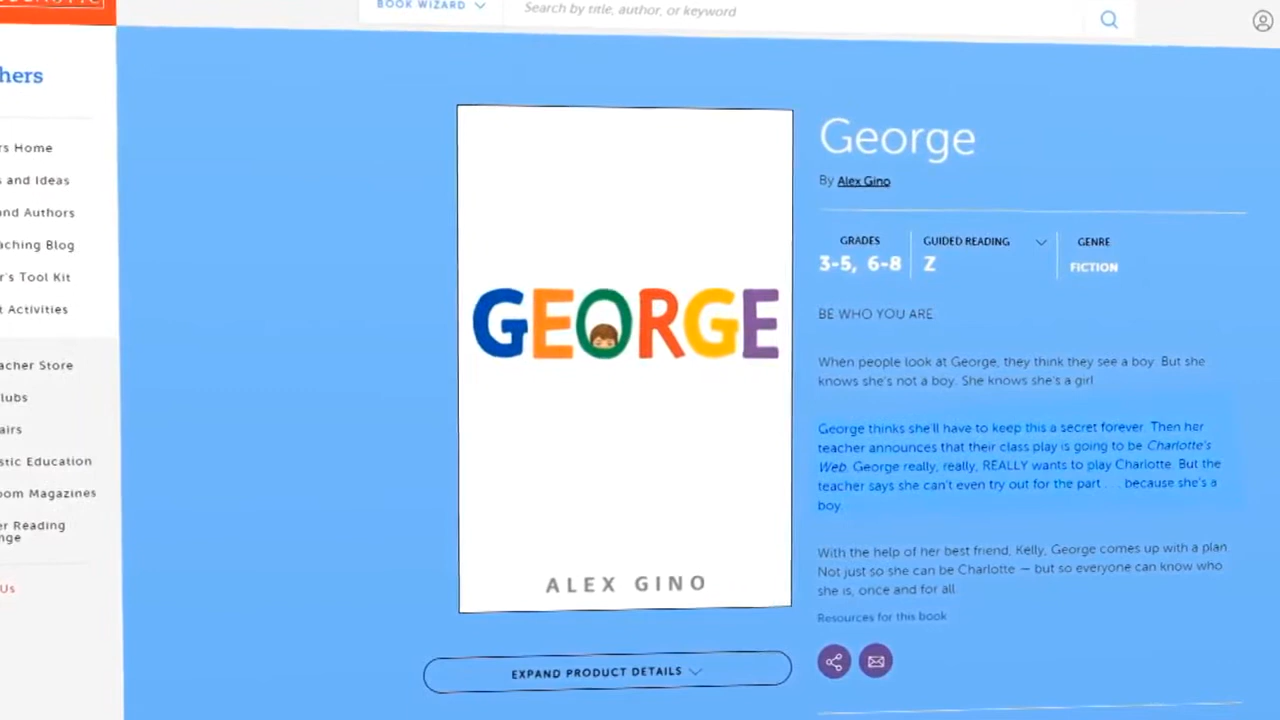 BOOK WIZARD
Search by title, author, or keyword
hers
rs Home
s and Ideas
and Authors
aching Blog
r's Tool Kit
t Activities
acher Store
lubs
airs
stic Education
oom Magazines
er Reading
nge
Us
GEORGE
ALEX GINO
EXPAND PRODUCT DETAILS
George
By Alex Gino
GRADES
3-5, 6-8
GUIDED READING
Z
GENRE
FICTION
BE WHO YOU ARE.
When people look at George, they think they see a boy. But she
knows she's not a boy. She knows she's a girl.
George thinks she'll have to keep this a secret forever. Then her
teacher announces that their class play is going to be Charlotte's
Web. George really, really, REALLY wants to play Charlotte. But the
teacher says she can't even try out for the part . . . because she's a
boy.
With the help of her best friend, Kelly, George comes up with a plan.
Not just so she can be Charlotte — but so everyone can know who
she is, once and for all.
Resources for this book